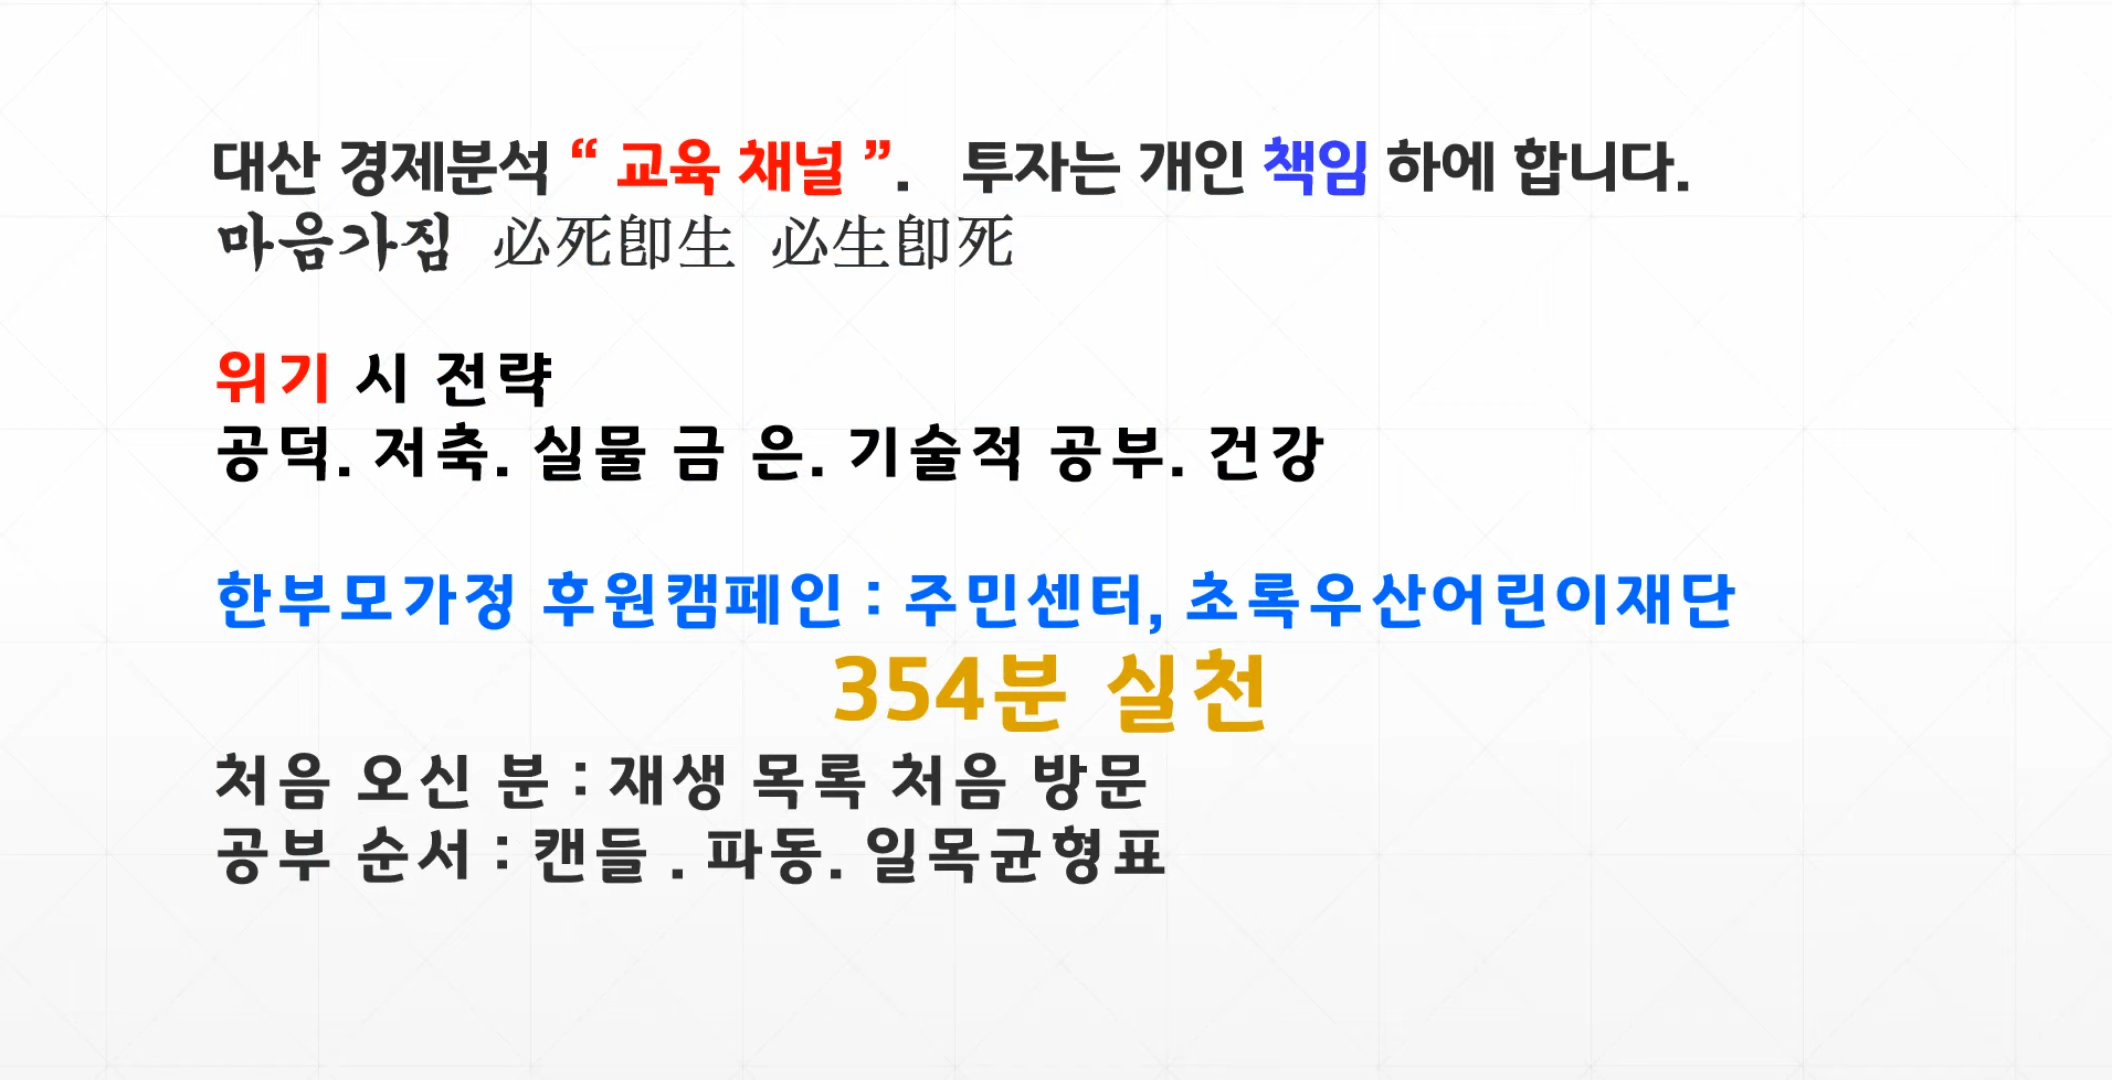 대산 경제분석 “ 교육 채널 ”. 투자는 개인 책임 하에 합니다.
마음가짐 必死卽生 必生卽死
위기 시 전략
공덕. 저축. 실물 금 은. 기술적 공부. 건강
한부모가정 후원캠페인 : 주민센터, 초록우산어린이재단
354분 실천
처음 오신 분 : 재생 목록 처음 방문
공부 순서 : 캔들 . 파동. 일목균형표